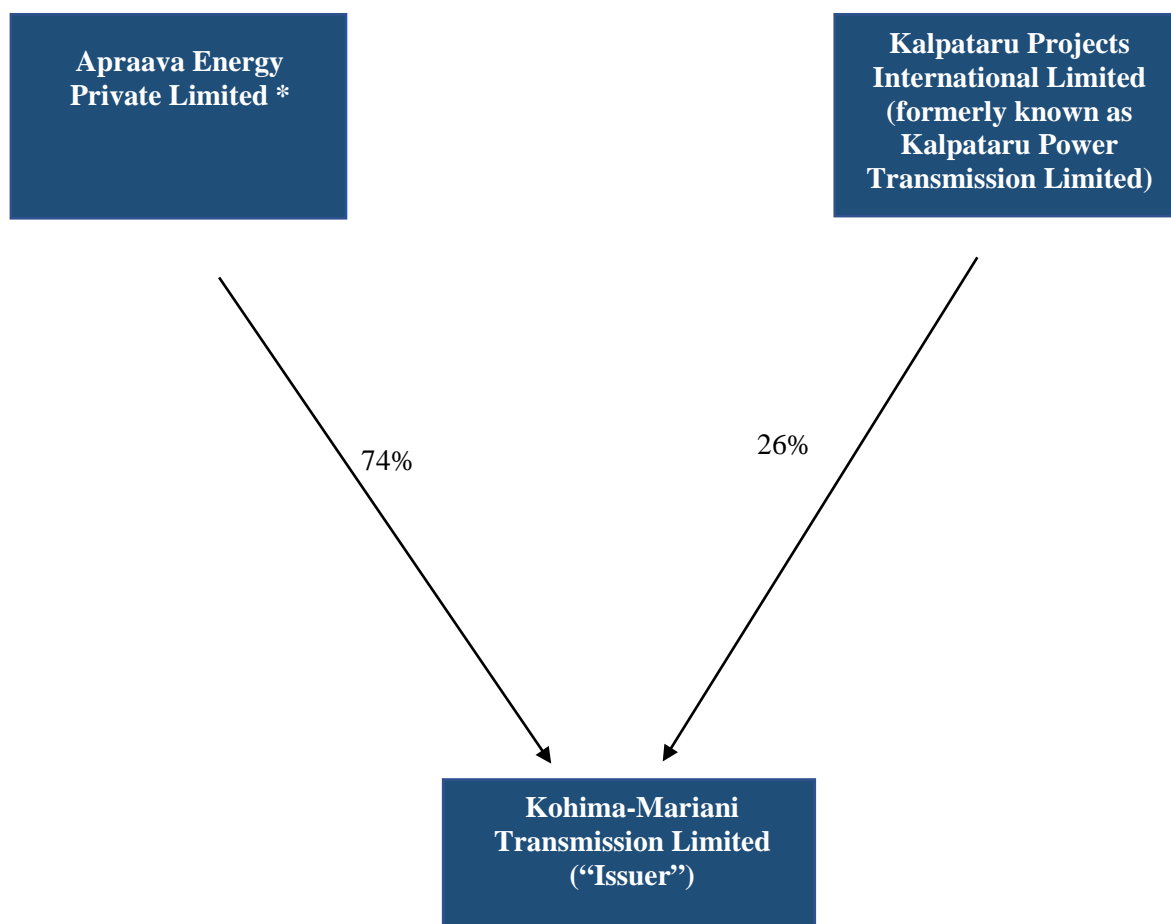 Apraava Energy
Private Limited *
Kalpataru Projects
International Limited
(formerly known as
Kalpataru Power
Transmission Limited)
74%
26%
Kohima-Mariani
Transmission Limited
(“Issuer”)